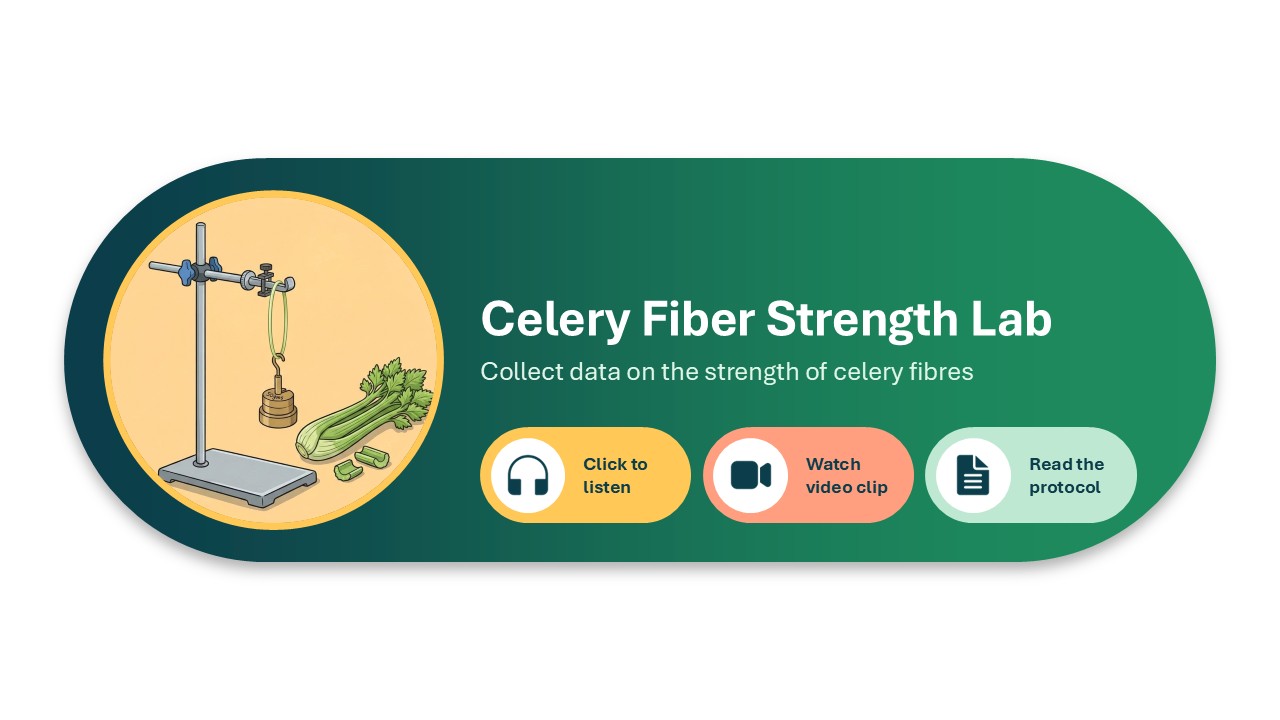 Celery Fiber Strength Lab
Collect data on the strength of celery fibres
Click to
listen
Watch
video clip
Read the
protocol